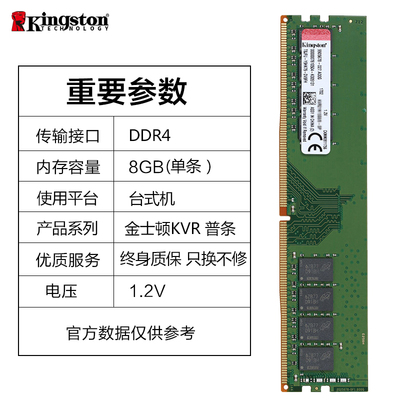 Kingston
TECHNOLOGY
重要参数
传输接口 DDR4
内存容量 8GB(单条)
使用平台 台式机
产品系列 金士顿KVR 普条
优质服务 终身质保 只换不修
电压 1.2V
官方数据仅供参考
Kingston